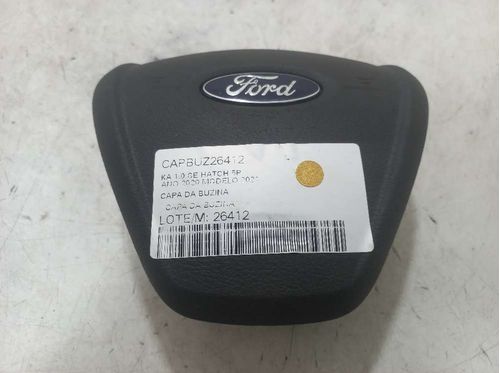 Ford
CAPBUZ26412
KA 1.0 SE HATCH 5P
ANO 2020 MODELO 2021
CAPA DA BUZINA
CAPA DA BUZINA
LOTE/M: 26412